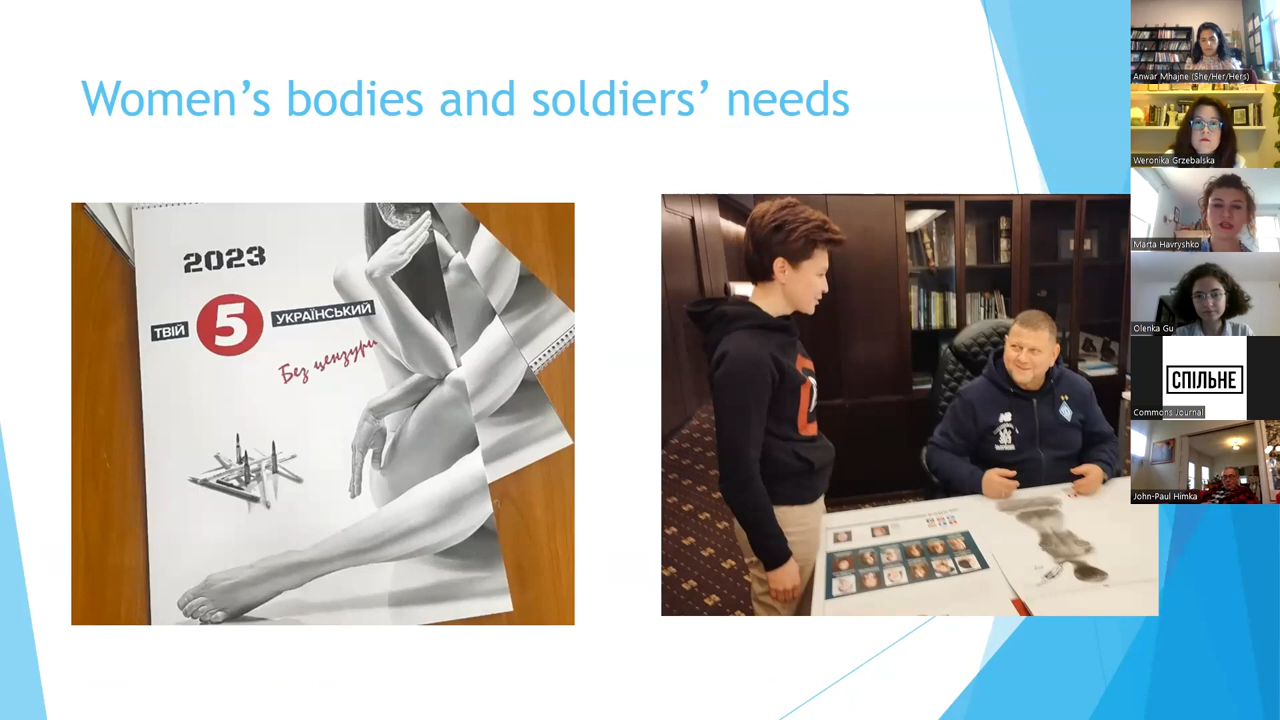 Women’s bodies and soldiers’ needs
2023
ТВІЙ 5 УКРАЇНСЬКИЙ
Без цензури
Anwar Mhajne (She/Her/Hers)
Weronika Grzebalska
Marta Havryshko
Olenka Gu
СПІЛЬНЕ
Commons Journal
John-Paul Himka